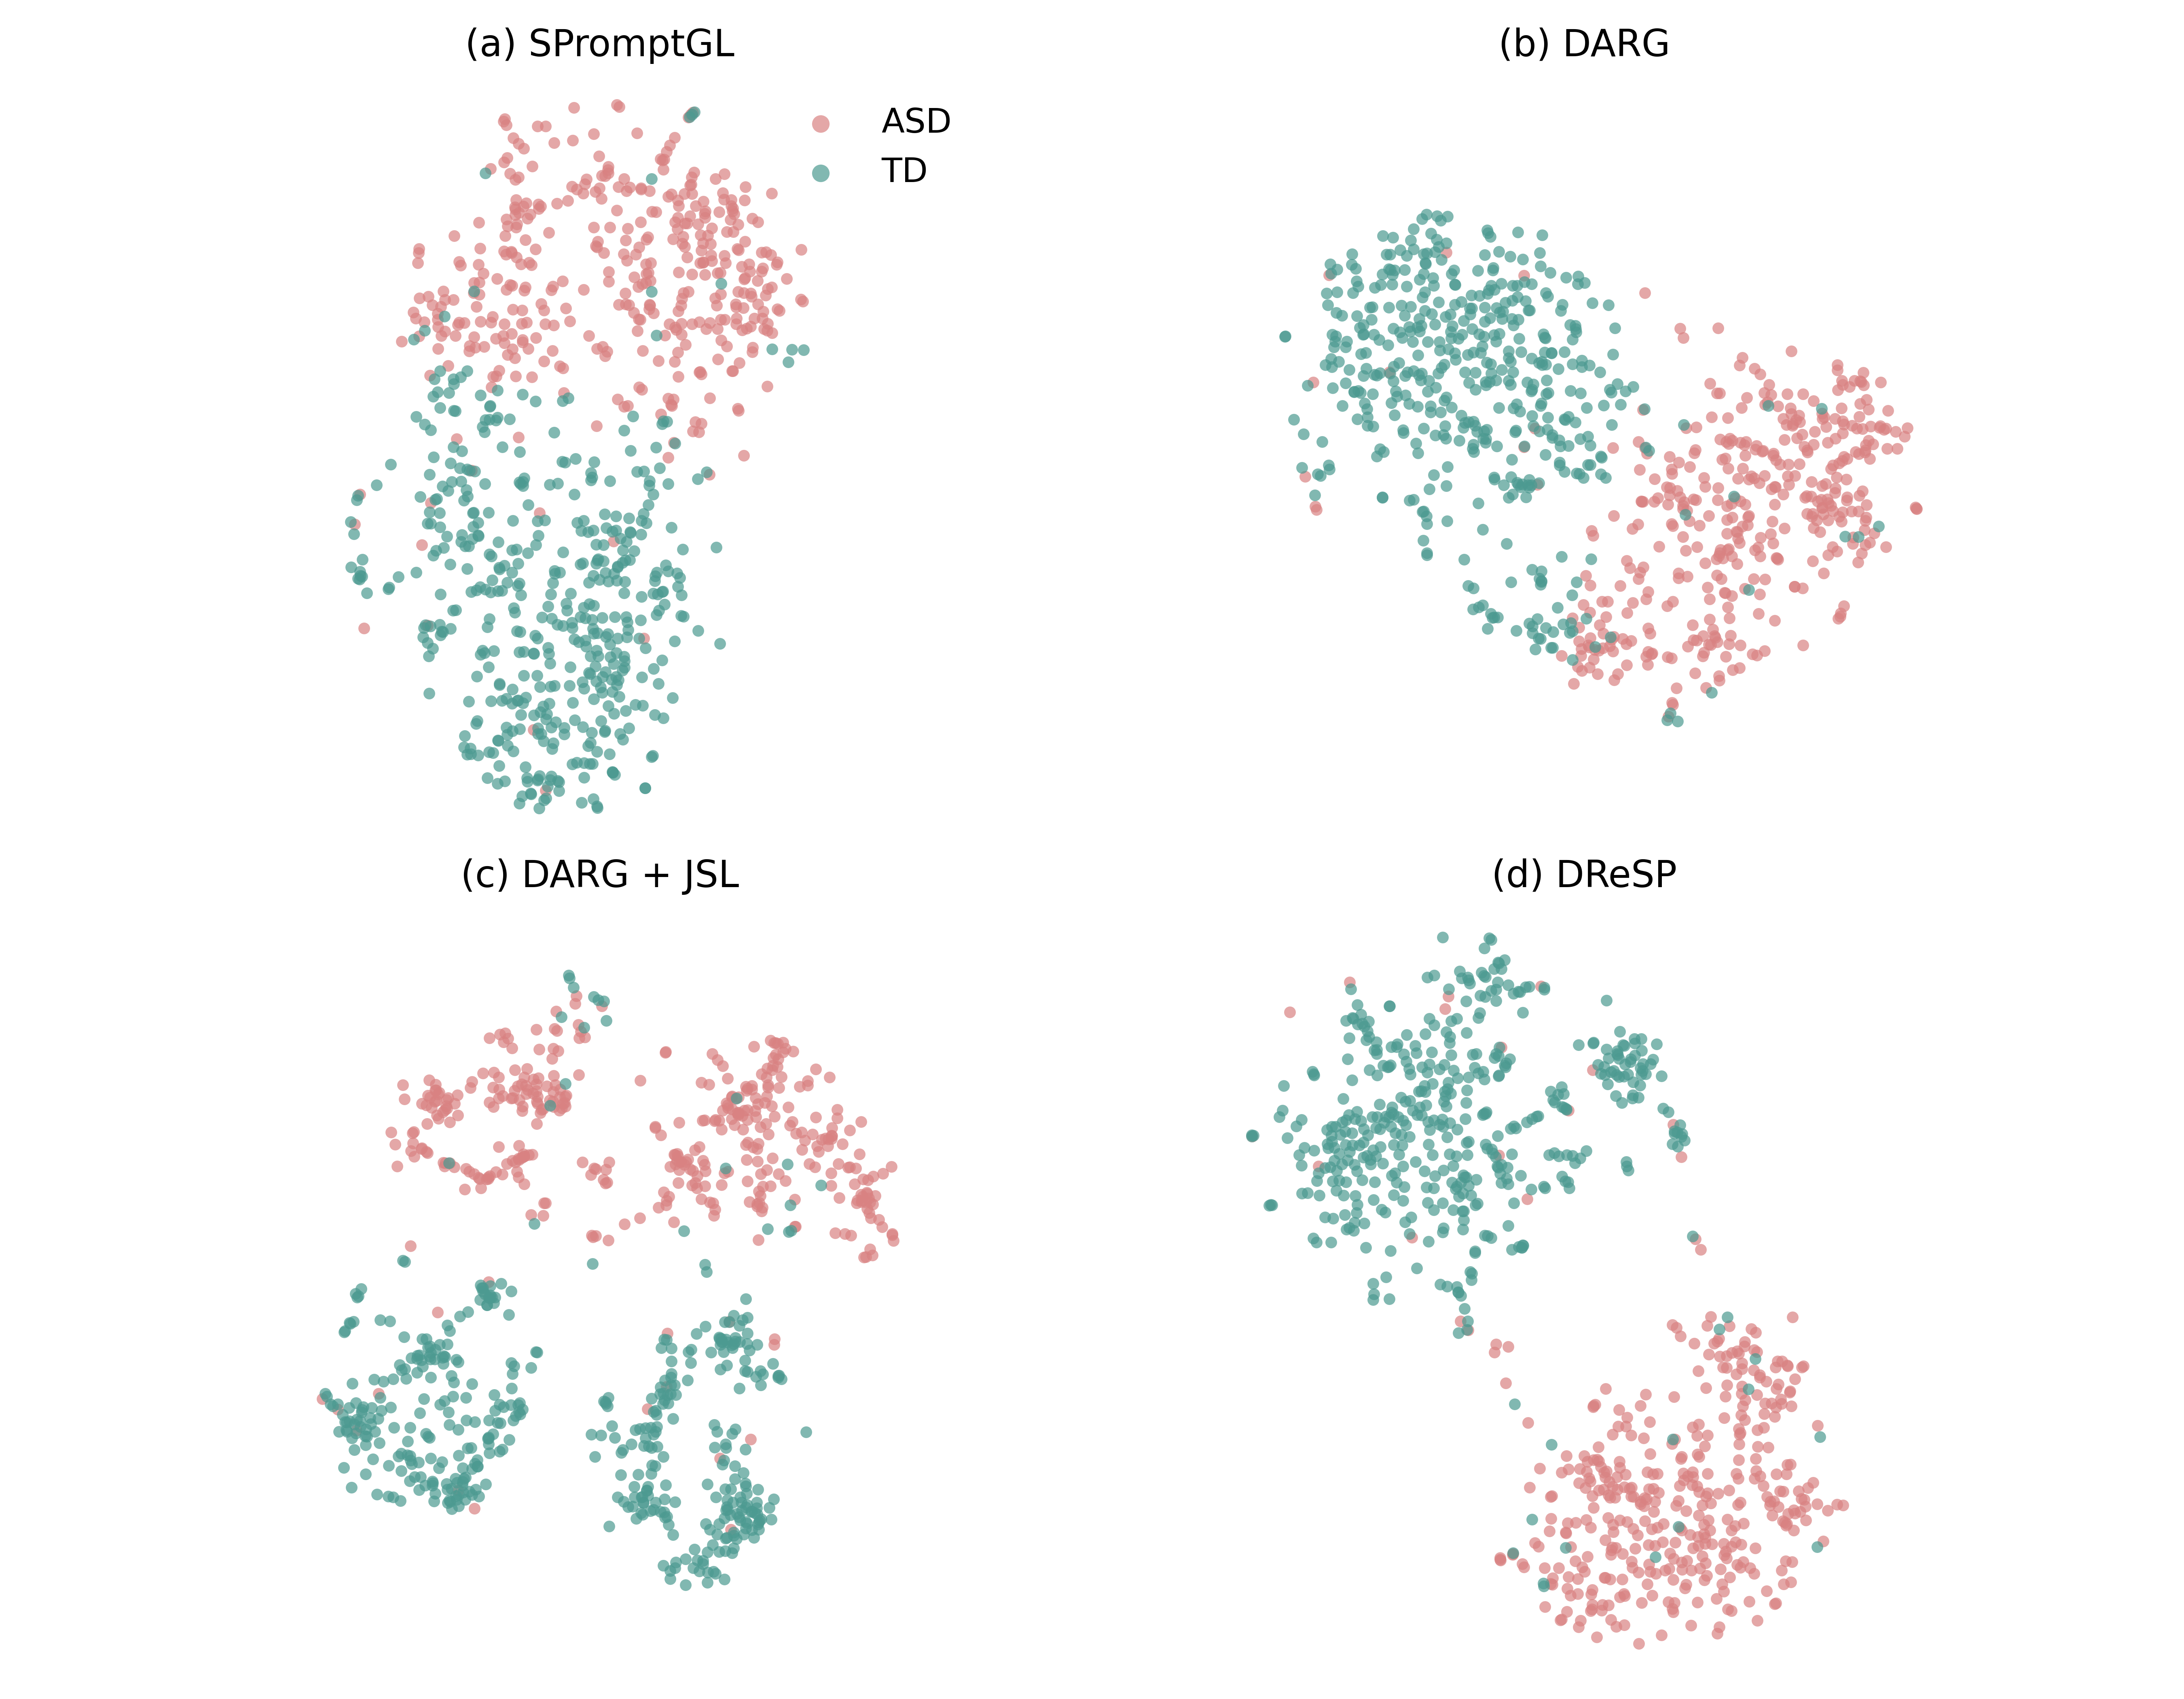 (a) SPromptGL
(b) DARG
ASD
TD
(c) DARG + JSL
(d) DReSP